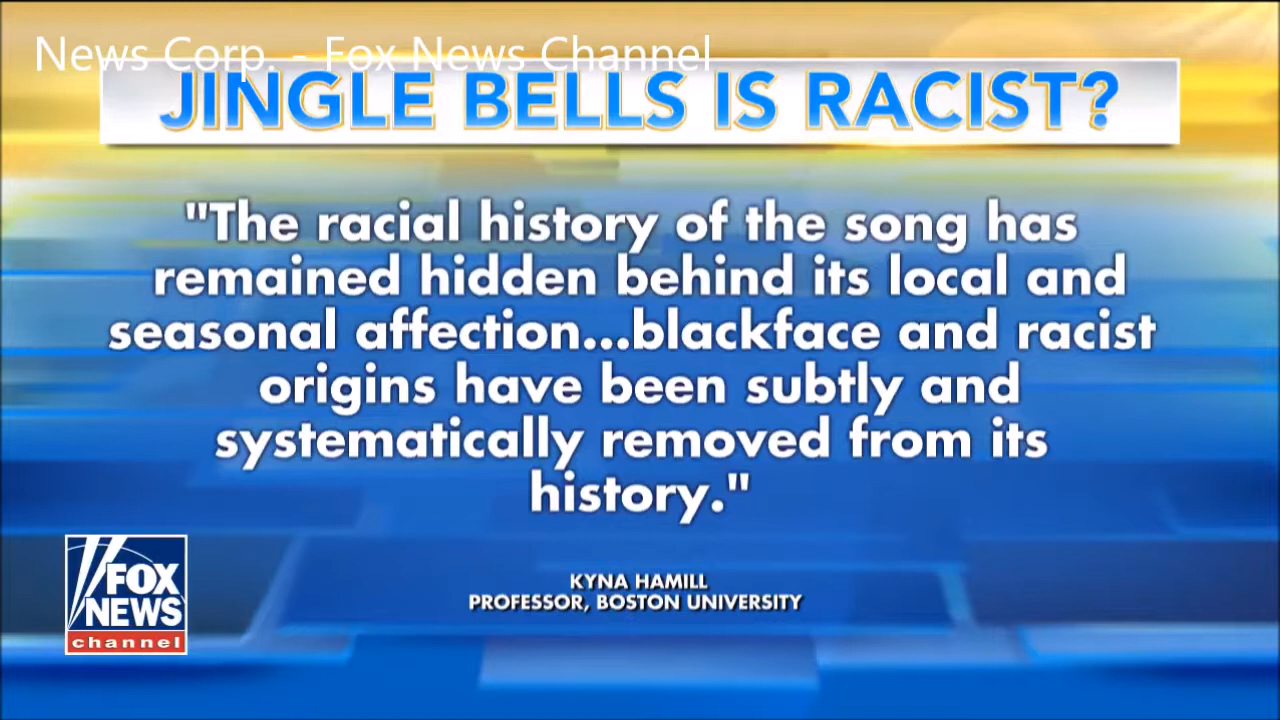 News Corp. - Fox News Channel
JINGLE BELLS IS RACIST?
"The racial history of the song has
remained hidden behind its local and
seasonal affection...blackface and racist
origins have been subtly and
systematically removed from its
history."
KYNA HAMILL
PROFESSOR, BOSTON UNIVERSITY
FOX
NEWS
channel